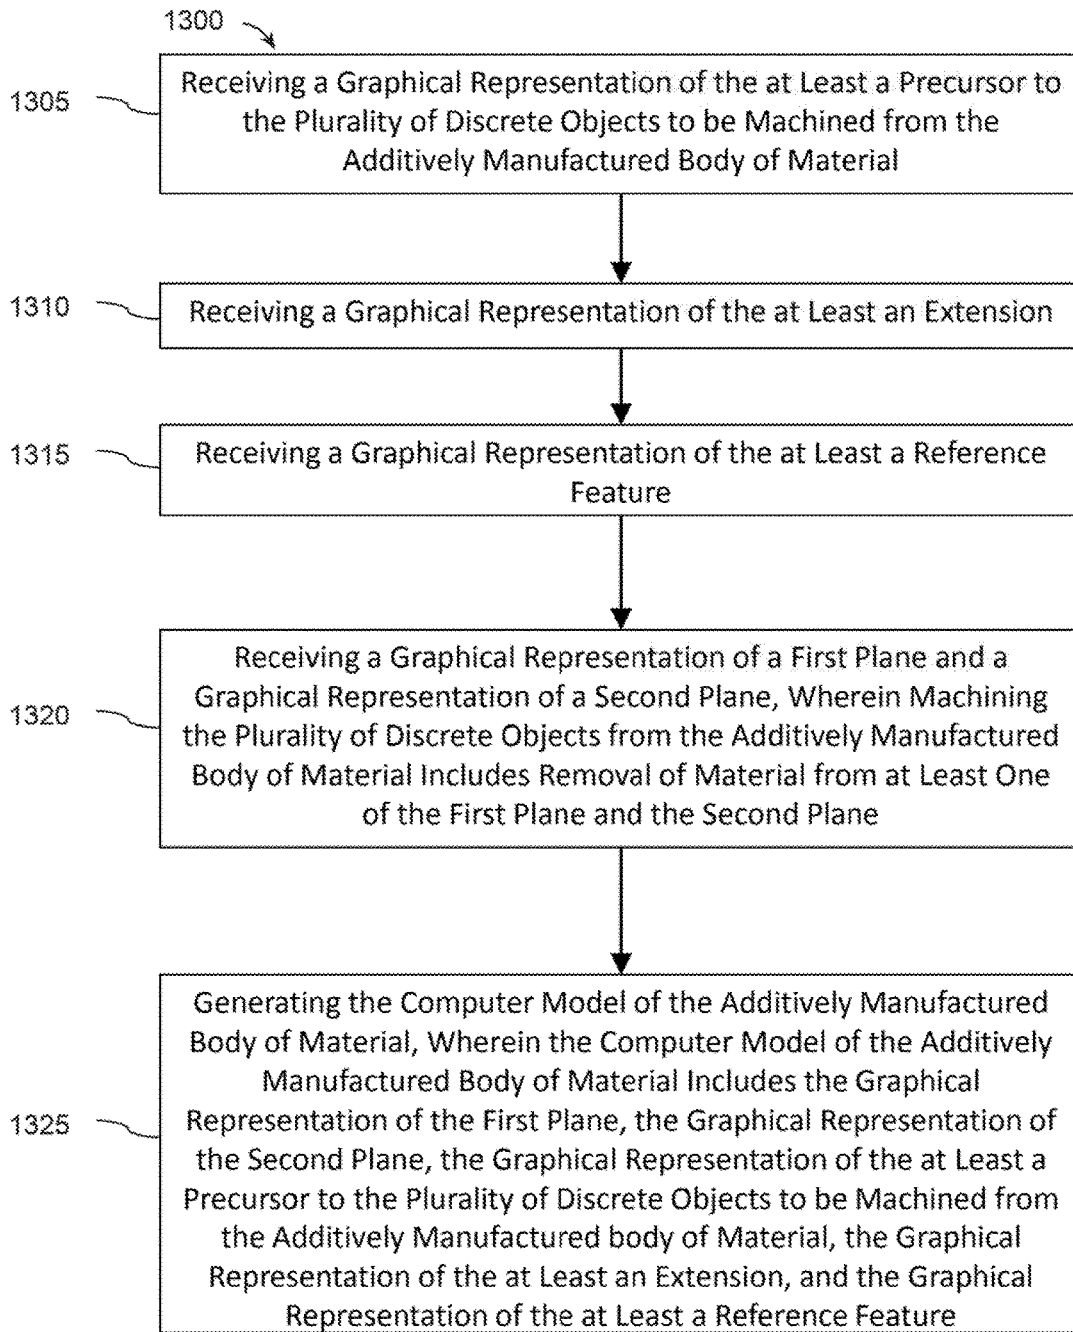 1300
1305
Receiving a Graphical Representation of the at Least a Precursor to
the Plurality of Discrete Objects to be Machined from the
Additively Manufactured Body of Material
1310
Receiving a Graphical Representation of the at Least an Extension
1315
Receiving a Graphical Representation of the at Least a Reference
Feature
1320
Receiving a Graphical Representation of a First Plane and a
Graphical Representation of a Second Plane, Wherein Machining
the Plurality of Discrete Objects from the Additively Manufactured
Body of Material Includes Removal of Material from at Least One
of the First Plane and the Second Plane
1325
Generating the Computer Model of the Additively Manufactured
Body of Material, Wherein the Computer Model of the Additively
Manufactured Body of Material Includes the Graphical
Representation of the First Plane, the Graphical Representation of
the Second Plane, the Graphical Representation of the at Least a
Precursor to the Plurality of Discrete Objects to be Machined from
the Additively Manufactured body of Material, the Graphical
Representation of the at Least an Extension, and the Graphical
Representation of the at Least a Reference Feature